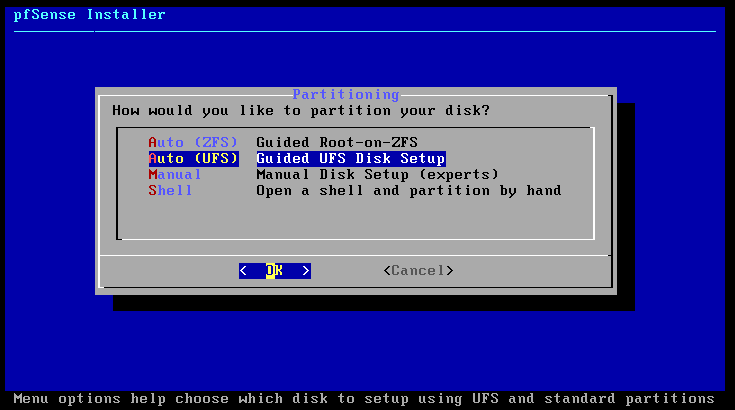 pfSense Installer
Partitioning
How would you like to partition your disk?
Auto (ZFS) Guided Root-on-ZFS
Auto (UFS) Guided UFS Disk Setup
Manual Manual Disk Setup (experts)
Shell Open a shell and partition by hand
< OK > <Cancel>
Menu options help choose which disk to setup using UFS and standard partitions